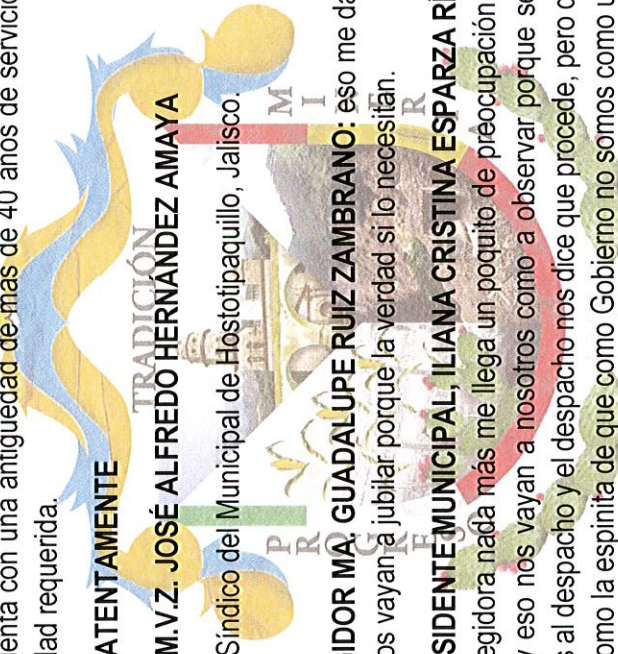 enta con una antigüedad de mas de 40 anos de servicio
dad requerida.
ATENTAMENTE
M.V.Z. JOSÉ ALFREDO HERNÁNDEZ AMAYA
Síndico del Municipal de Hostotipaquillo, Jalisco.
IDOR MA. GUADALUPE RUIZ ZAMBRANO: eso me da
os vayan a jubilar porque la verdad si lo necesitan.
SIDENTE MUNICIPAL, ILIANA CRISTINA ESPARZA RÍ
egidora nada más me llega un poquito de preocupación
y eso nos vayan a nosotros como a observar porque se
s al despacho y el despacho nos dice que procede, pero
omo la espinita de que como Gobierno no somos como u
TRADICIÓN